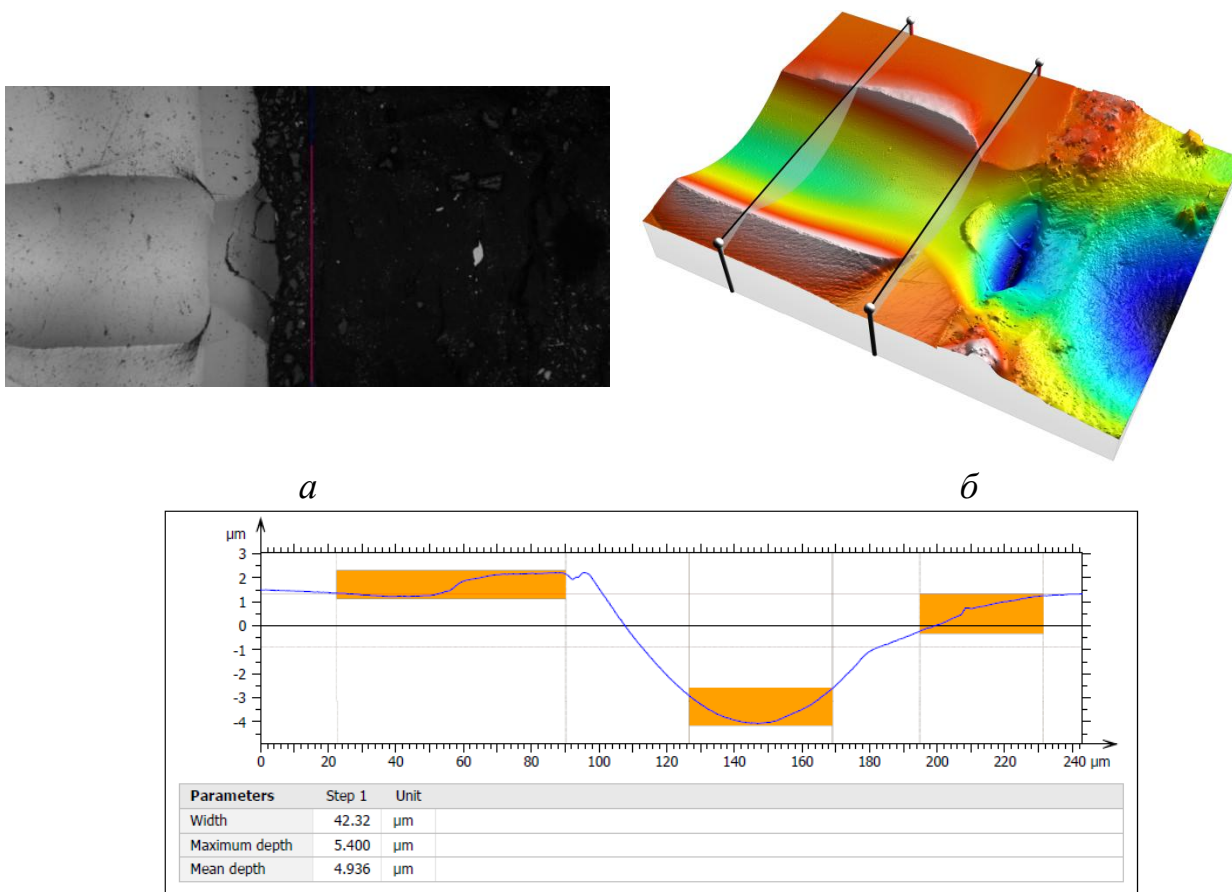 а б
µm
3
2
1
0
-1
-2
-3
-4
0 20 40 60 80 100 120 140 160 180 200 220 240 µm
Parameters Step 1 Unit
Width 42.32 µm
Maximum depth 5.400 µm
Mean depth 4.936 µm